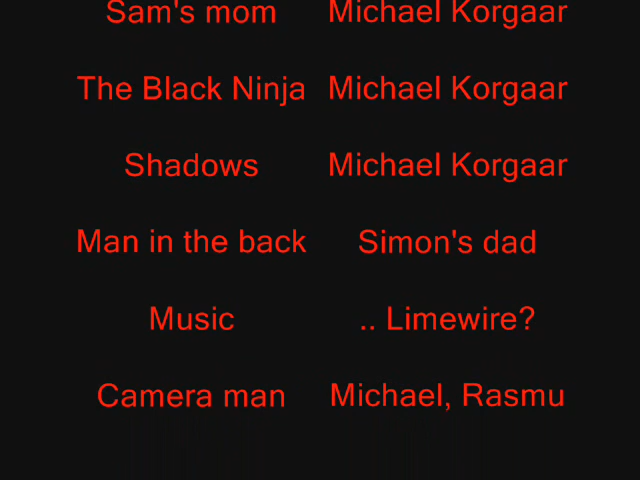 Sam's mom Michael Korgaar
The Black Ninja Michael Korgaar
Shadows Michael Korgaar
Man in the back Simon's dad
Music .. Limewire?
Camera man Michael, Rasmu